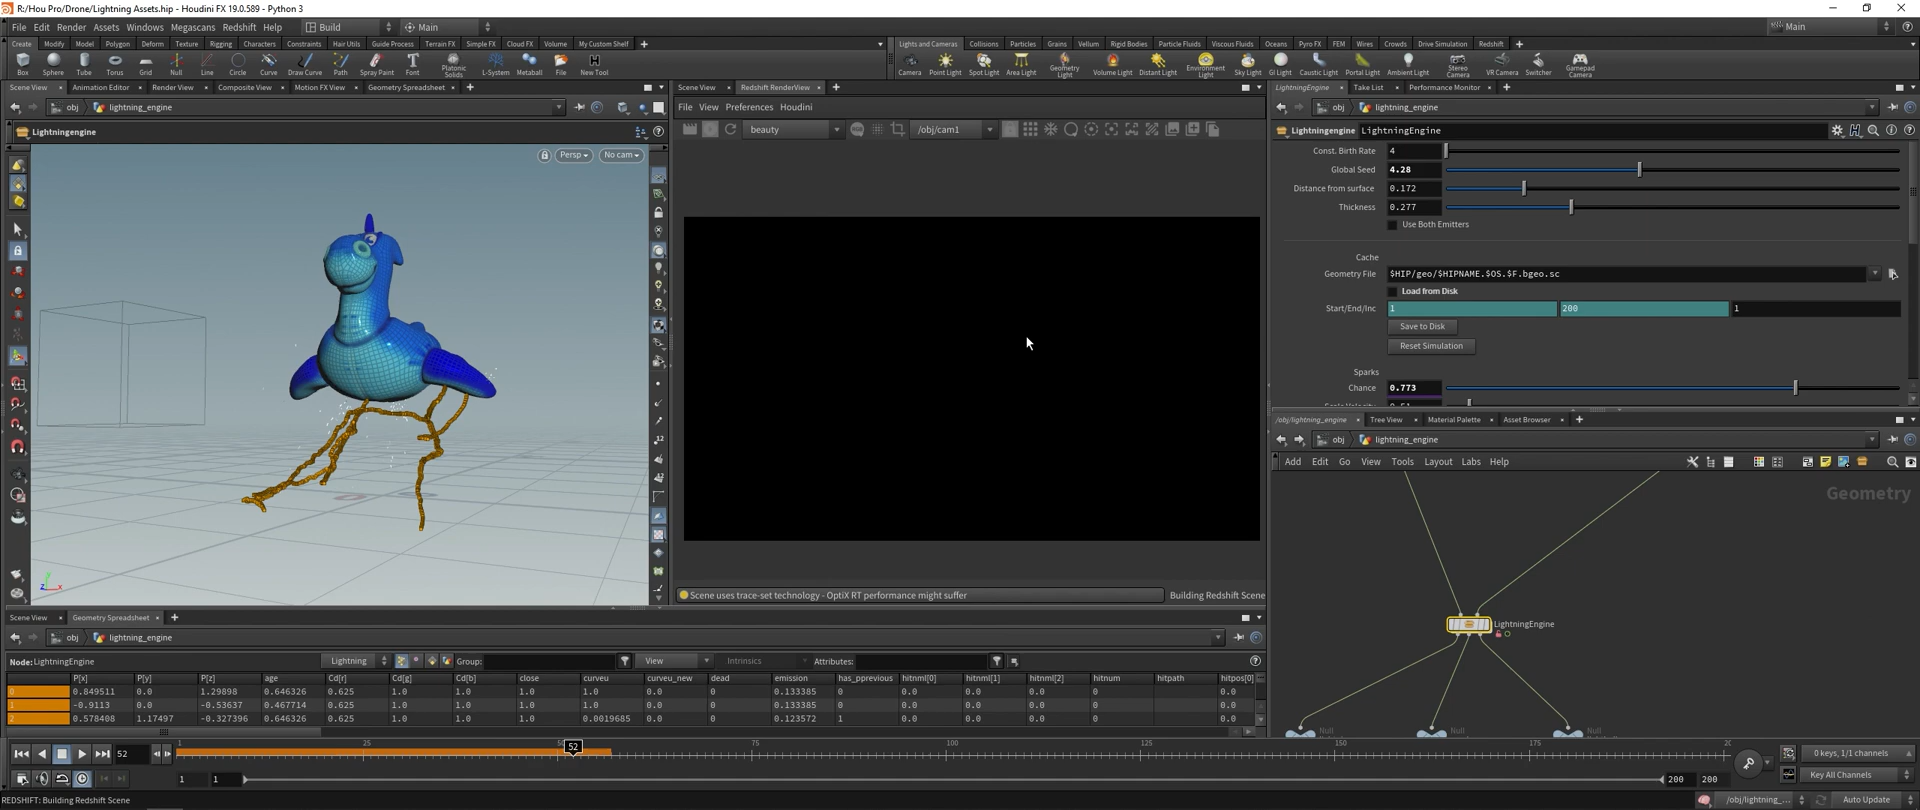 R:/Hou Pro/Drone/Lightning Assets.hip - Houdini FX 19.0.589 - Python 3
File Edit Render Assets Windows Megascans Redshift Help Build Main Main
Create Modify Model Polygon Deform Texture Rigging Characters Constraints Hair Utils Guide Process Terrain FX Simple FX Cloud FX Volume My Custom Shelf
Lights and Cameras Collisions Particles Grains Vellum Rigid Bodies Particle Fluids Viscous Fluids Oceans Pyro FX FEM Wires Crowds Drive Simulation Redshift
Box Sphere Tube Torus Grid Null Line Circle Curve Draw Curve Path Spray Paint Font Platonic Solids L-System Metaball File New Tool
Camera Point Light Spot Light Area Light Geometry Light Volume Light Distant Light Environment Light Sky Light GI Light Caustic Light Portal Light Ambient Light Stereo Camera VR Camera Switcher Gamepad Camera
Scene View Animation Editor Render View Composite View Motion FX View Geometry Spreadsheet
obj lightning_engine
Lightningengine
Persp No cam
Scene View Redshift RenderView
File View Preferences Houdini
beauty /obj/cam1
Scene uses trace-set technology - OptiX RT performance might suffer Building Redshift Scene
LightningEngine Take List Performance Monitor
obj lightning_engine
Lightningengine LightningEngine
Const. Birth Rate 4
Global Seed 4.28
Distance from surface 0.172
Thickness 0.277
Use Both Emitters
Cache
Geometry File $HIP/geo/$HIPNAME.$OS.$F.bgeo.sc
Load from Disk
Start/End/Inc 1 200 1
Save to Disk
Reset Simulation
Sparks
Chance 0.773
/obj/lightning_engine Tree View Material Palette Asset Browser
obj lightning_engine
Add Edit Go View Tools Layout Labs Help
Geometry
LightningEngine
Null Null Null
Scene View Geometry Spreadsheet
obj lightning_engine
Node: LightningEngine Lightning Group: View Intrinsics Attributes:
P[x] P[y] P[z] age Cd[r] Cd[g] Cd[b] close curveu curveu_new dead emission has_pprevious hitnml[0] hitnml[1] hitnml[2] hitnum hitpath hitpos[0]
0 0.849511 0.0 1.29898 0.646326 0.625 1.0 1.0 1.0 1.0 0.0 0 0.133385 0 0.0 0.0 0.0 0 0.0
1 -0.9113 0.0 -0.53637 0.467714 0.625 1.0 1.0 1.0 1.0 0.0 0 0.133385 0 0.0 0.0 0.0 0 0.0
2 0.578408 1.17497 -0.327396 0.646326 0.625 1.0 1.0 1.0 0.0019685 0.0 0 0.123572 1 0.0 0.0 0.0 0 0.0
52 1 25 52 75 100 125 150 175 0 keys, 1/1 channels
1 1 200 200 Key All Channels
REDSHIFT: Building Redshift Scene /obj/lightning_... Auto Update